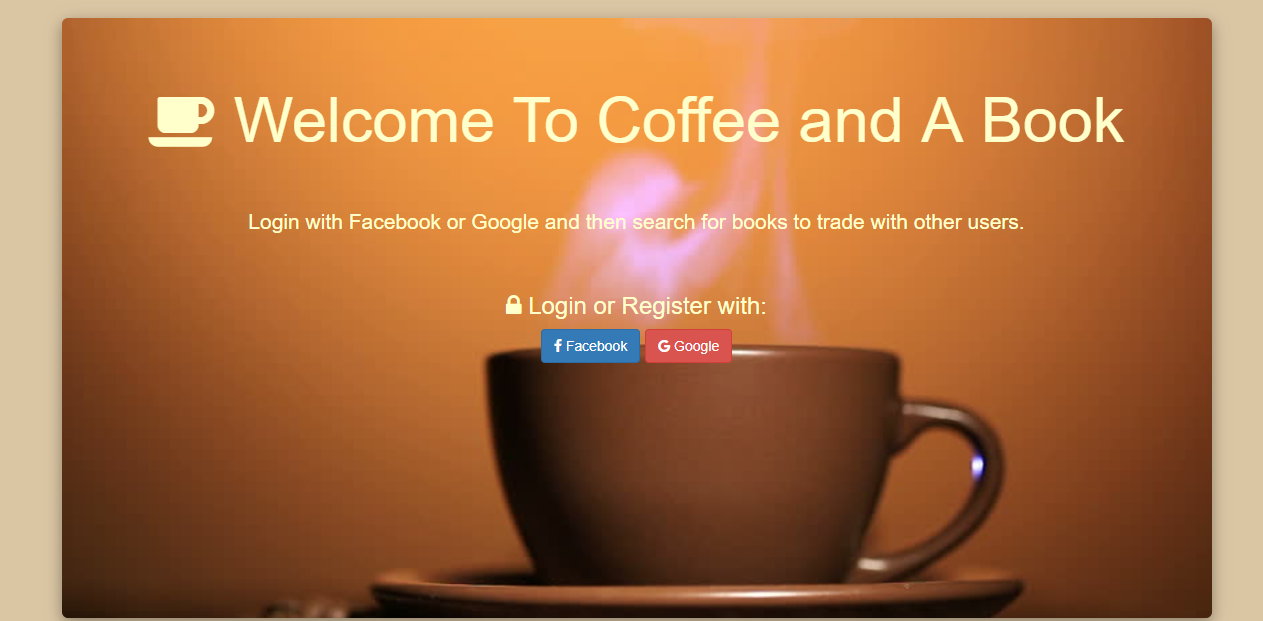 Welcome To Coffee and A Book
Login with Facebook or Google and then search for books to trade with other users.
Login or Register with:
Facebook Google